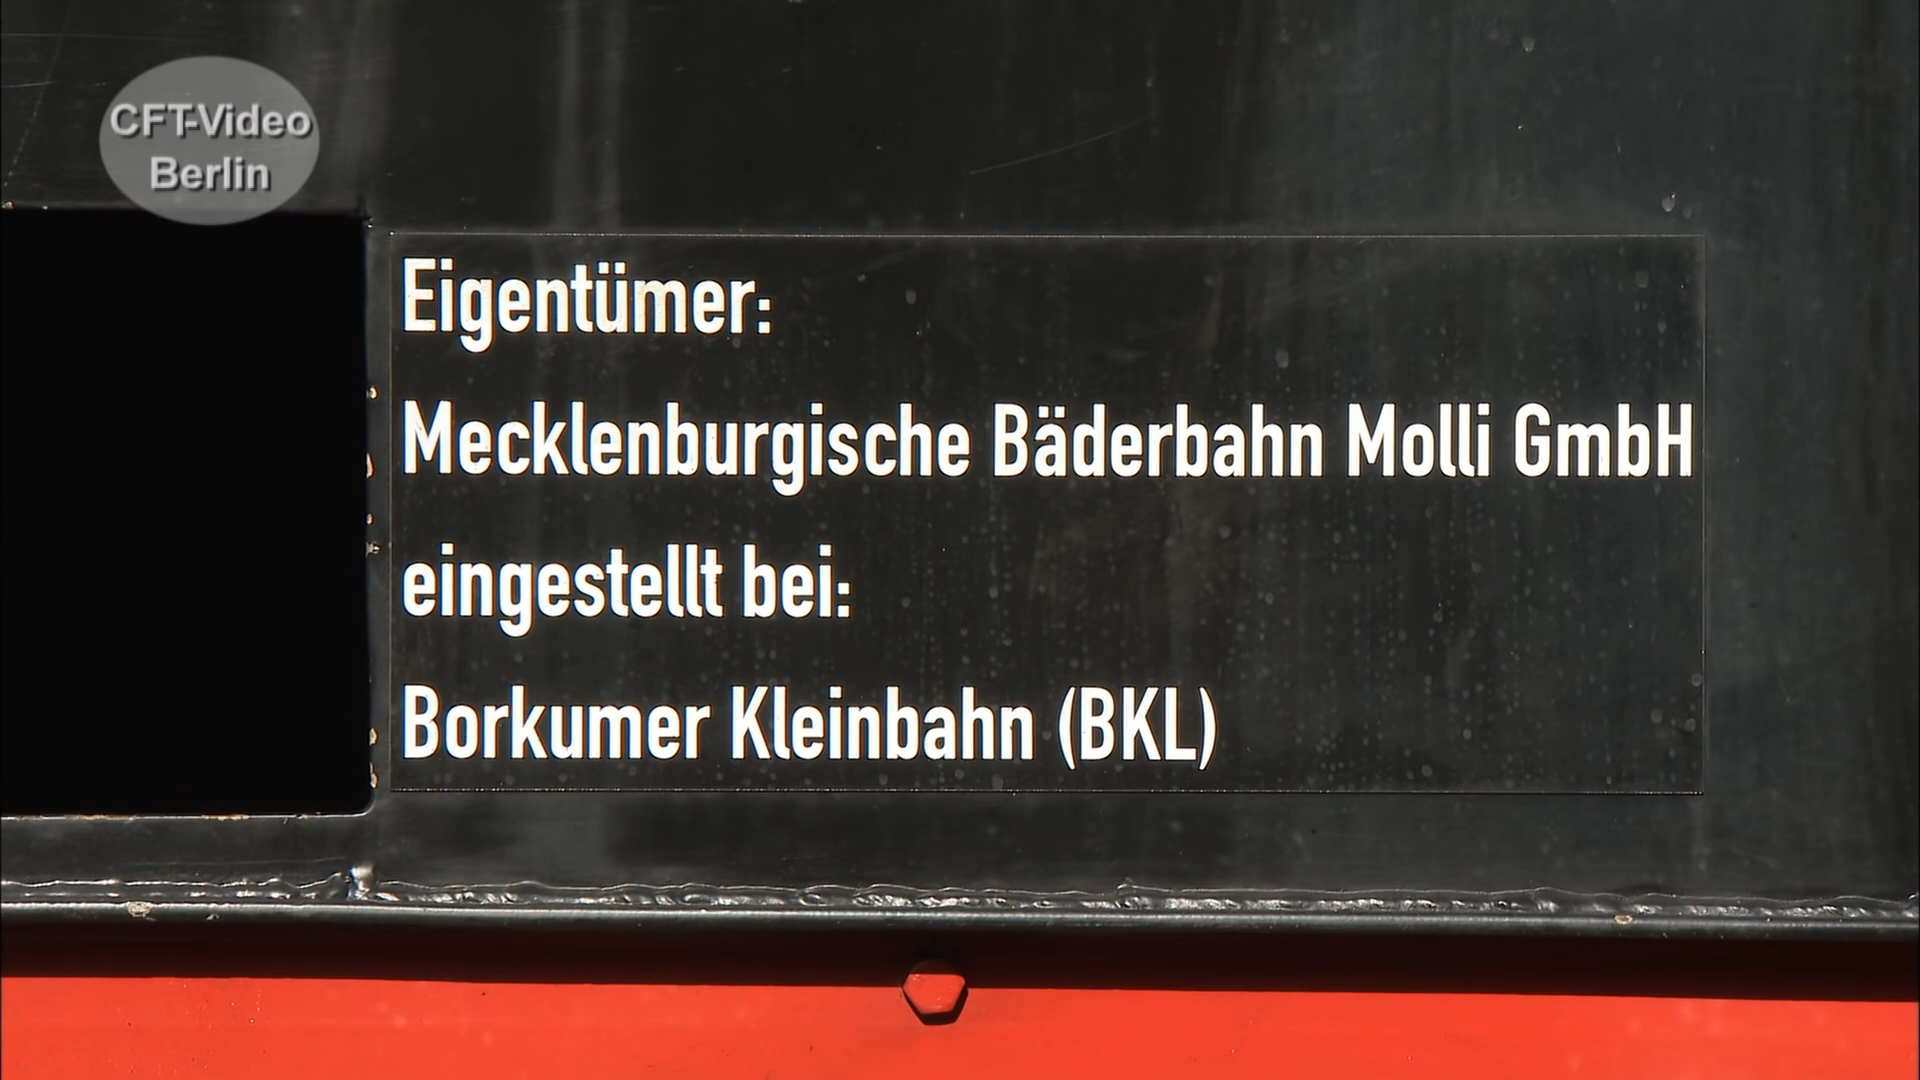 CFT-Video
Berlin
Eigentümer:
Mecklenburgische Bäderbahn Molli GmbH
eingestellt bei:
Borkumer Kleinbahn (BKL)